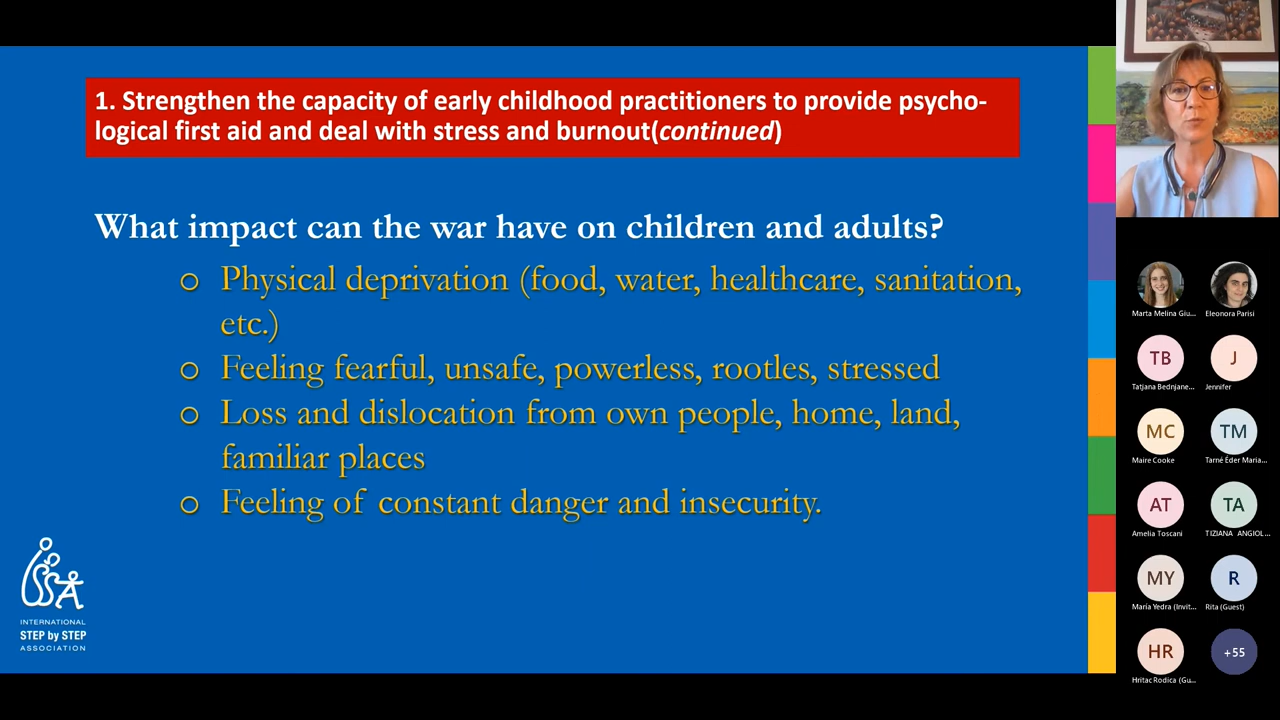 1. Strengthen the capacity of early childhood practitioners to provide psycho-
logical first aid and deal with stress and burnout(continued)
What impact can the war have on children and adults?
o Physical deprivation (food, water, healthcare, sanitation,
etc.)
o Feeling fearful, unsafe, powerless, rootles, stressed
o Loss and dislocation from own people, home, land,
familiar places
o Feeling of constant danger and insecurity.
ISSA
INTERNATIONAL
STEP by STEP
ASSOCIATION
Marta Melina Giu... Eleonora Parisi
TB J
Tatjana Bednjane... Jennifer
MC TM
Maire Cooke Tarné Éder Maria...
AT TA
Amelia Toscani TIZIANA ANGIOL...
MY R
María Yedra (Invit... Rita (Guest)
HR +55
Hritac Rodica (Gu...